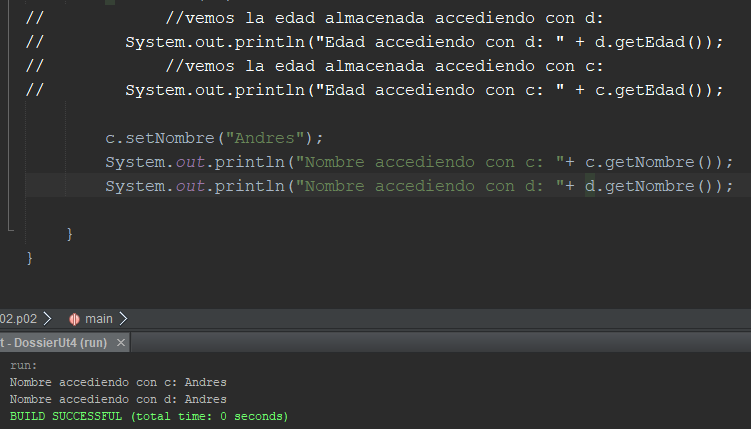 //            //vemos la edad almacenada accediendo con d:
//        System.out.println("Edad accediendo con d: " + d.getEdad());
//            //vemos la edad almacenada accediendo con c:
//        System.out.println("Edad accediendo con c: " + c.getEdad());
c.setNombre("Andres");
System.out.println("Nombre accediendo con c: "+ c.getNombre());
System.out.println("Nombre accediendo con d: "+ d.getNombre());
}
}
02.p02 > main >
t - DossierUt4 (run) ×
run:
Nombre accediendo con c: Andres
Nombre accediendo con d: Andres
BUILD SUCCESSFUL (total time: 0 seconds)